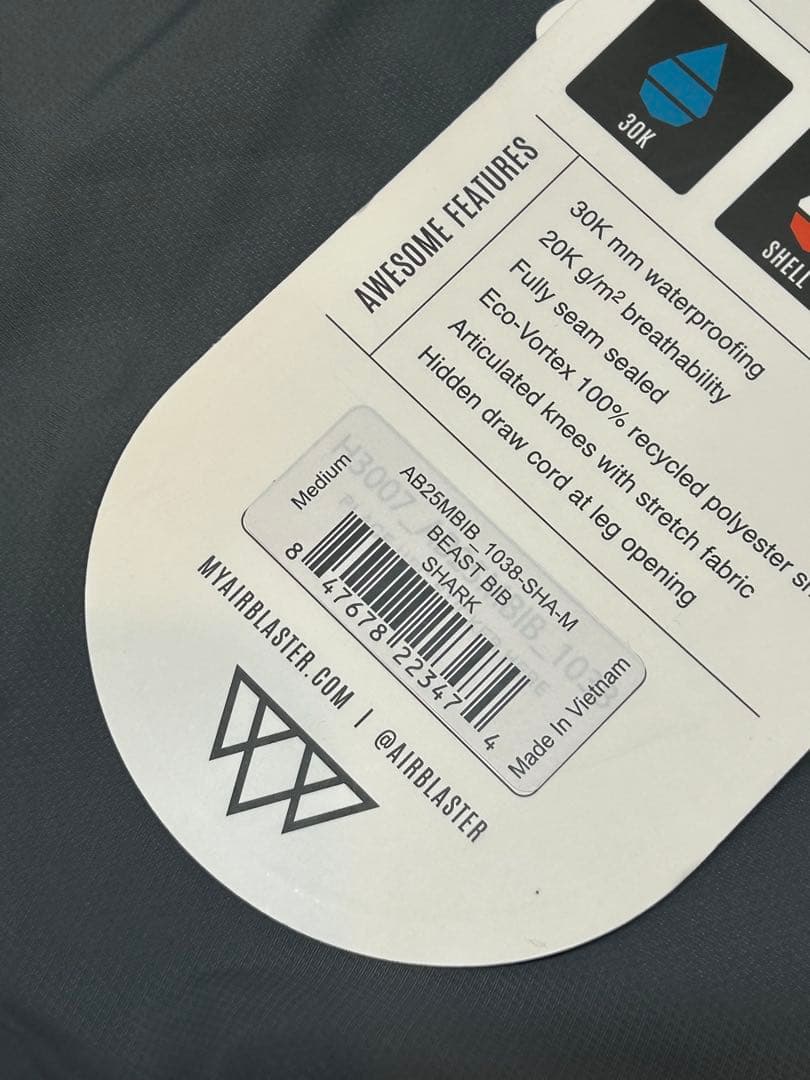 30K
SHELL
AWESOME FEATURES
30K mm waterproofing
20K g/m² breathability
Fully seam sealed
Eco-Vortex 100% recycled polyester
Articulated knees with stretch fabric
Hidden draw cord at leg opening
Medium
AB25MBIB_1038-SHA-M
BEAST BIB
SHARK
8 47678 22347 4
Made In Vietnam
MYAIRBLASTER.COM | @AIRBLASTER